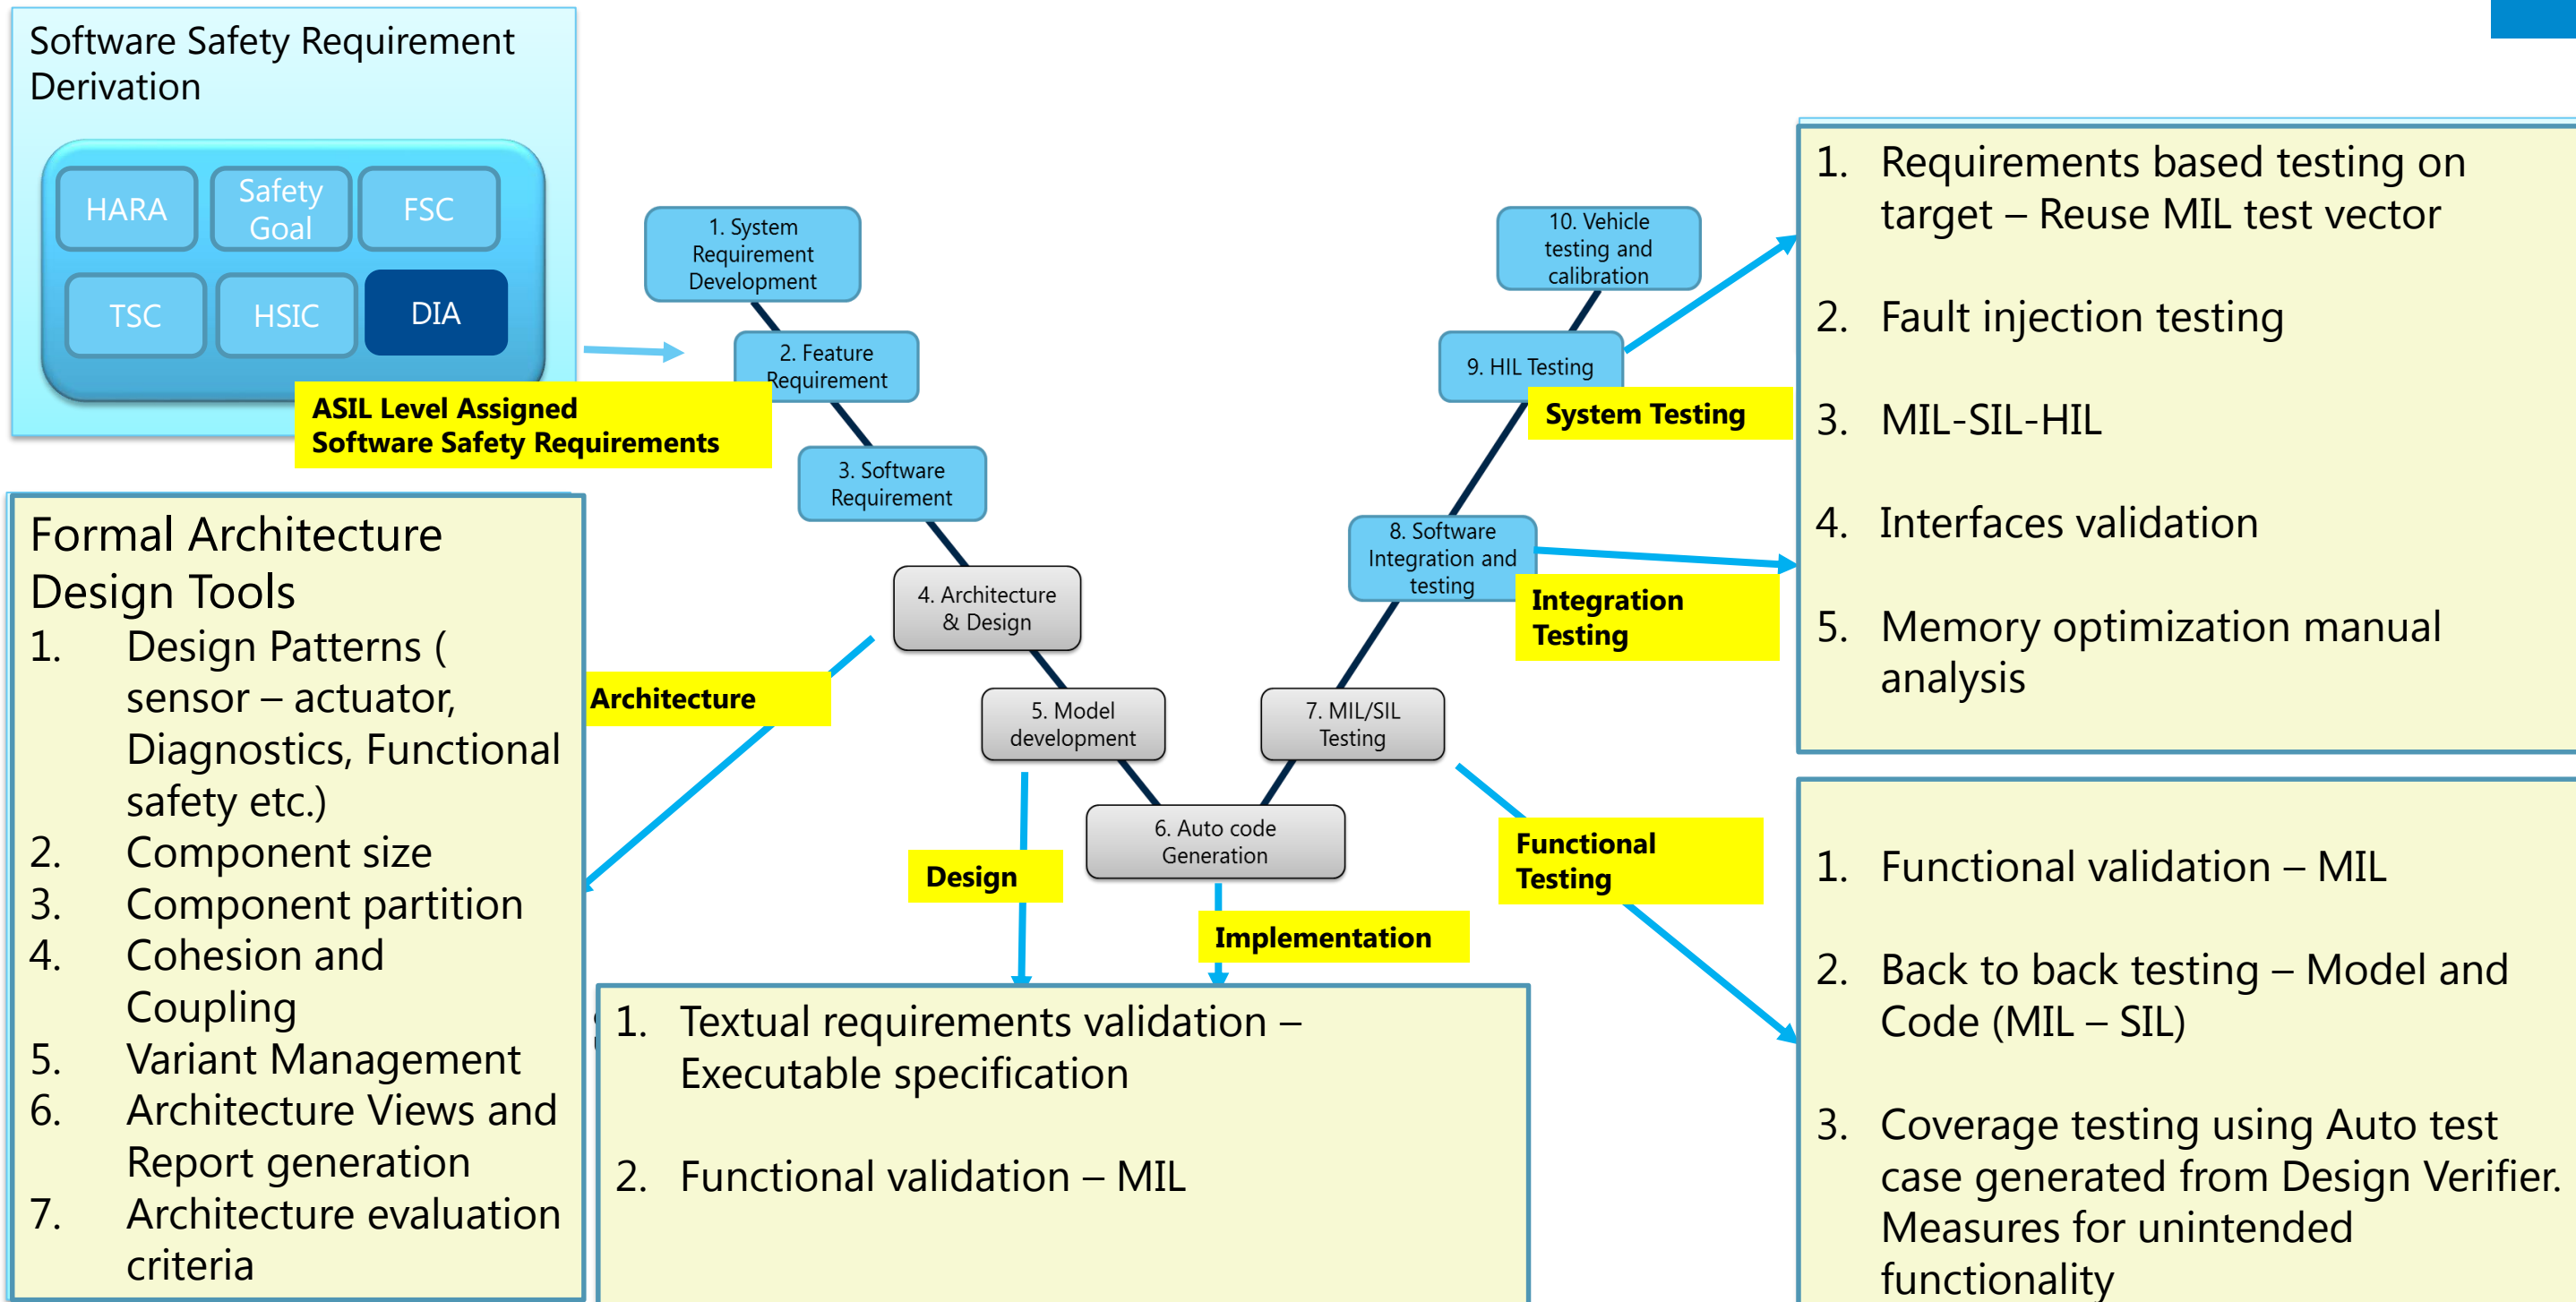 Software Safety Requirement
Derivation
HARA
Safety
Goal
FSC
TSC
HSIC
DIA
ASIL Level Assigned
Software Safety Requirements
1. System
Requirement
Development
2. Feature
Requirement
3. Software
Requirement
4. Architecture
& Design
5. Model
development
6. Auto code
Generation
7. MIL/SIL
Testing
8. Software
Integration and
testing
9. HIL Testing
10. Vehicle
testing and
calibration
System Testing
Integration
Testing
Functional
Testing
Architecture
Design
Implementation
Formal Architecture
Design Tools
1. Design Patterns (
sensor – actuator,
Diagnostics, Functional
safety etc.)
2. Component size
3. Component partition
4. Cohesion and
Coupling
5. Variant Management
6. Architecture Views and
Report generation
7. Architecture evaluation
criteria
1. Textual requirements validation –
Executable specification
2. Functional validation – MIL
1. Requirements based testing on
target – Reuse MIL test vector
2. Fault injection testing
3. MIL-SIL-HIL
4. Interfaces validation
5. Memory optimization manual
analysis
1. Functional validation – MIL
2. Back to back testing – Model and
Code (MIL – SIL)
3. Coverage testing using Auto test
case generated from Design Verifier.
Measures for unintended
functionality